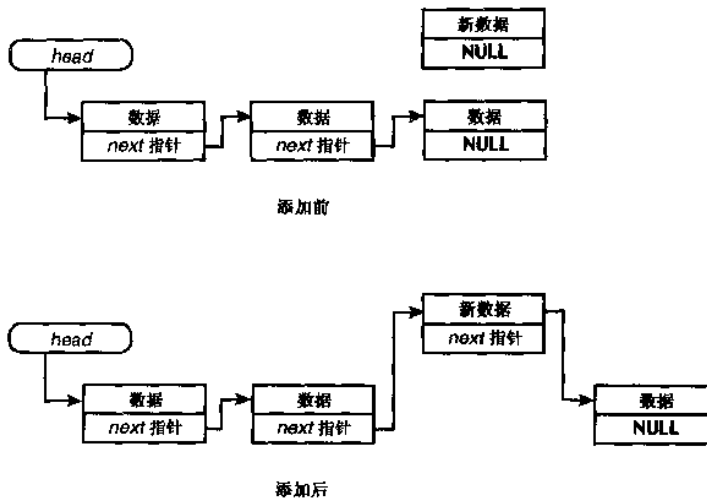 新数据
NULL
head
数据
数据
数据
next 指针
next 指针
NULL
添加前
新数据
next 指针
head
数据
数据
数据
next 指针
next 指针
NULL
添加后